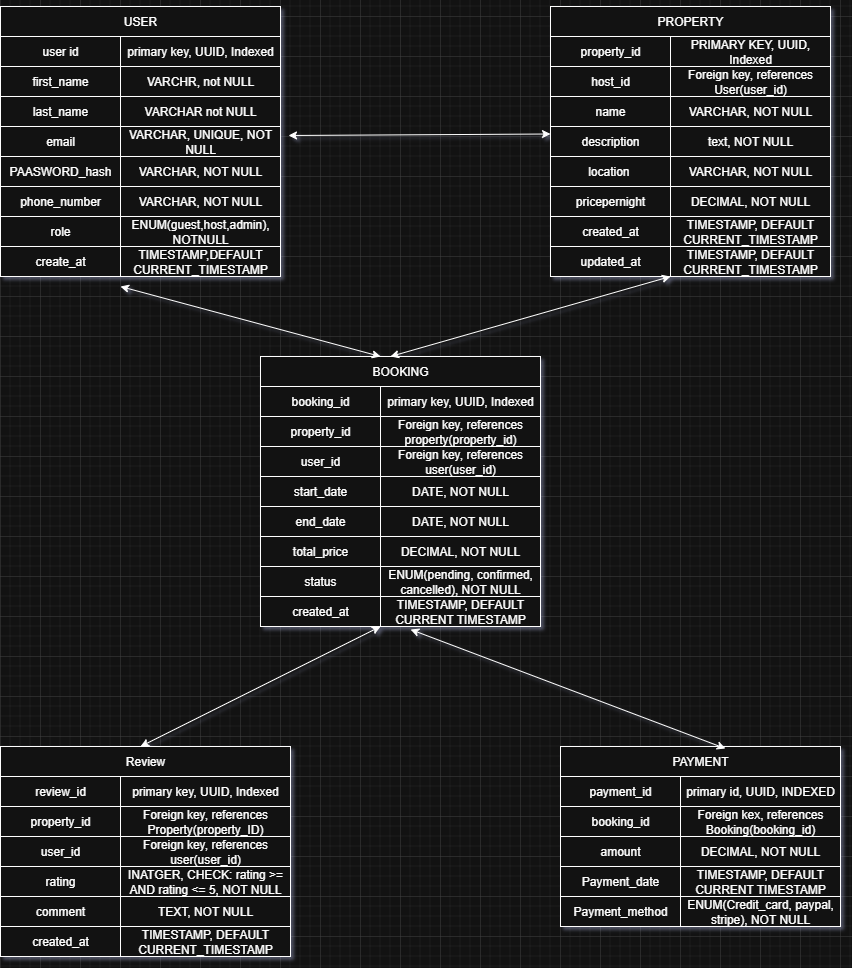 USER
user id
primary key, UUID, Indexed
first_name
VARCHR, not NULL
last_name
VARCHAR not NULL
email
VARCHAR, UNIQUE, NOT
NULL
PAASWORD_hash
VARCHAR, NOT NULL
phone_number
VARCHAR, NOT NULL
role
ENUM(guest,host,admin),
NOTNULL
create_at
TIMESTAMP,DEFAULT
CURRENT_TIMESTAMP
PROPERTY
property_id
PRIMARY KEY, UUID,
Indexed
host_id
Foreign key, references
User(user_id)
name
VARCHAR, NOT NULL
description
text, NOT NULL
location
VARCHAR, NOT NULL
pricepernight
DECIMAL, NOT NULL
created_at
TIMESTAMP, DEFAULT
CURRENT_TIMESTAMP
updated_at
TIMESTAMP, DEFAULT
CURRENT_TIMESTAMP
BOOKING
booking_id
primary key, UUID, Indexed
property_id
Foreign key, references
property(property_id)
user_id
Foreign key, references
user(user_id)
start_date
DATE, NOT NULL
end_date
DATE, NOT NULL
total_price
DECIMAL, NOT NULL
status
ENUM(pending, confirmed,
cancelled), NOT NULL
created_at
TIMESTAMP, DEFAULT
CURRENT TIMESTAMP
Review
review_id
primary key, UUID, Indexed
property_id
Foreign key, references
Property(property_ID)
user_id
Foreign key, references
user(user_id)
rating
INATGER, CHECK: rating >=
AND rating <= 5, NOT NULL
comment
TEXT, NOT NULL
created_at
TIMESTAMP, DEFAULT
CURRENT_TIMESTAMP
PAYMENT
payment_id
primary id, UUID, INDEXED
booking_id
Foreign kex, references
Booking(booking_id)
amount
DECIMAL, NOT NULL
Payment_date
TIMESTAMP, DEFAULT
CURRENT TIMESTAMP
Payment_method
ENUM(Credit_card, paypal,
stripe), NOT NULL